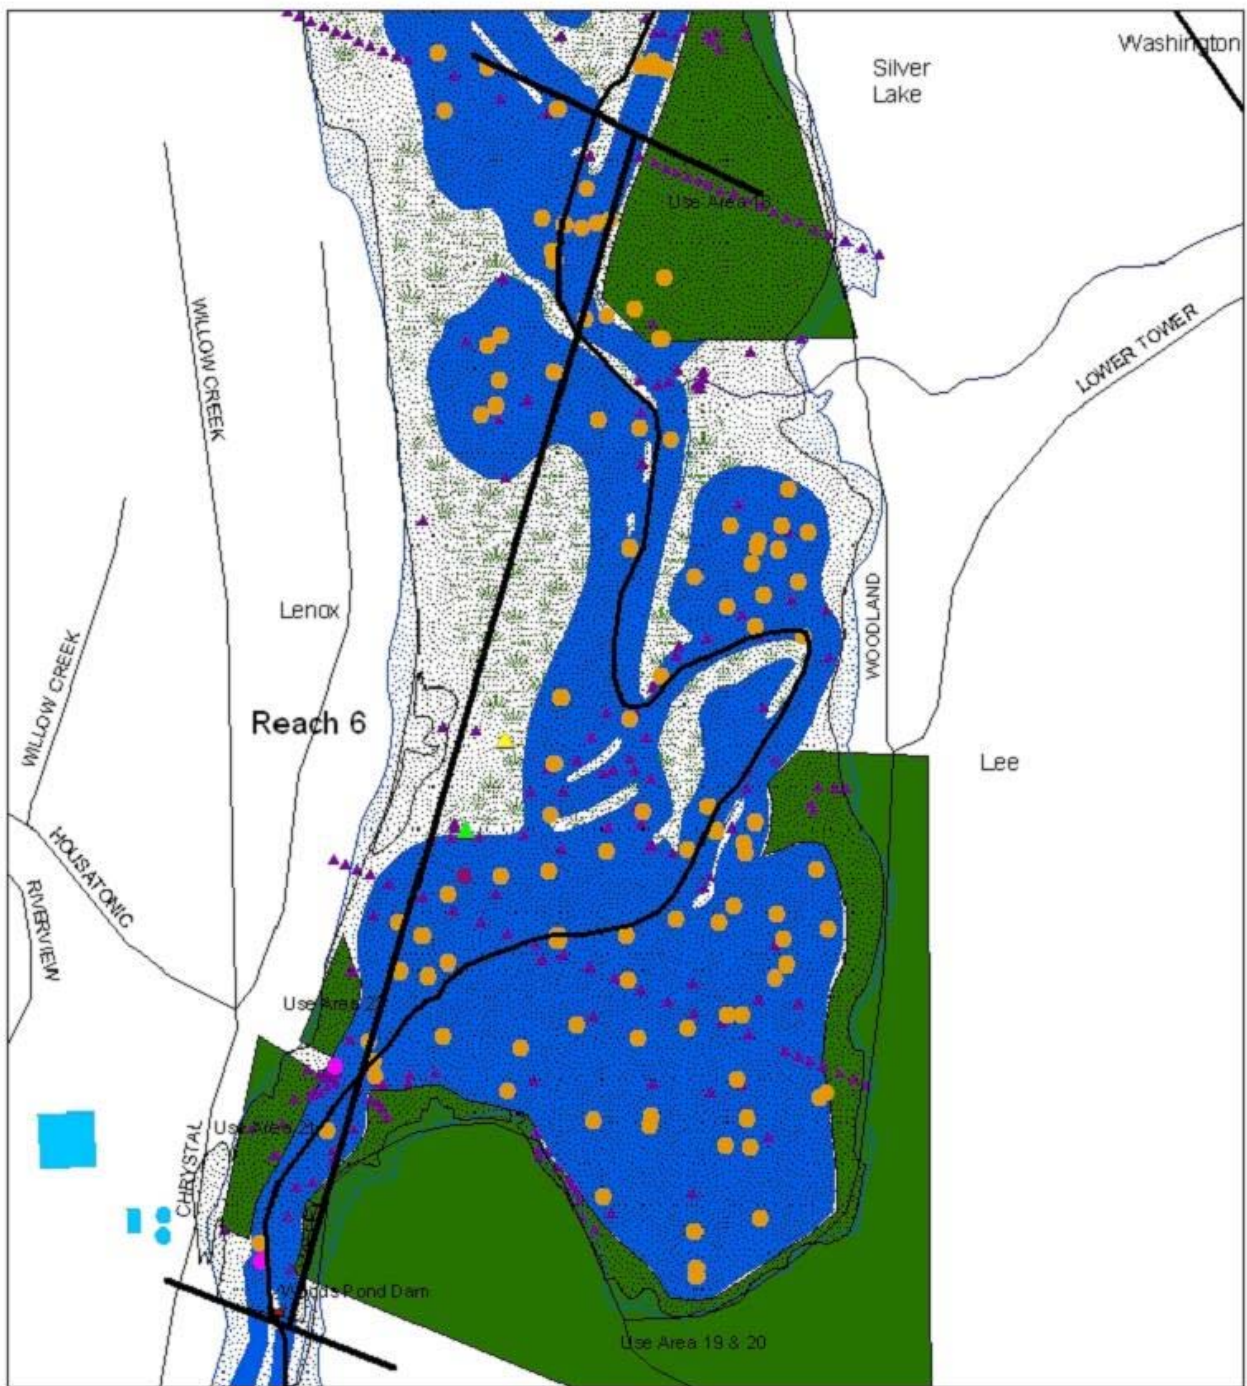 Washington
Silver
Lake
Use Area 18
LOWER TOWER
WILLOW CREEK
WOODLAND
Lenox
WILLOW CREEK
Reach 6
Lee
HOUSATONIC
RIVERVIEW
Use Area 2
Use Area 21
CHRYSTAL
Woods Pond Dam
Use Area 19 & 20